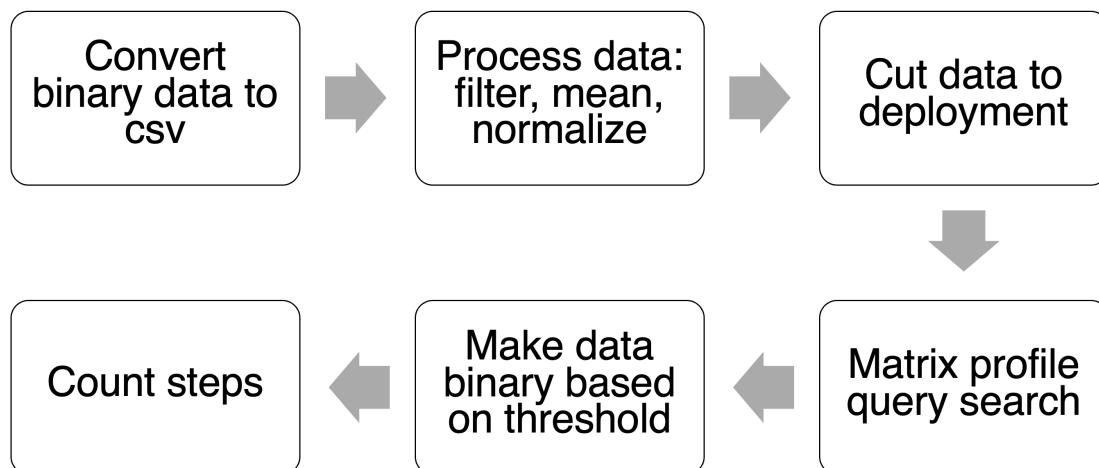 Convert
binary data to
csv
Process data:
filter, mean,
normalize
Cut data to
deployment
Matrix profile
query search
Make data
binary based
on threshold
Count steps